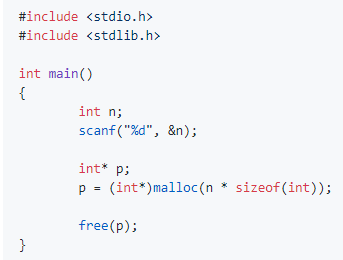 #include <stdio.h>
#include <stdlib.h>

int main()
{
        int n;
        scanf("%d", &n);

        int* p;
        p = (int*)malloc(n * sizeof(int));

        free(p);
}